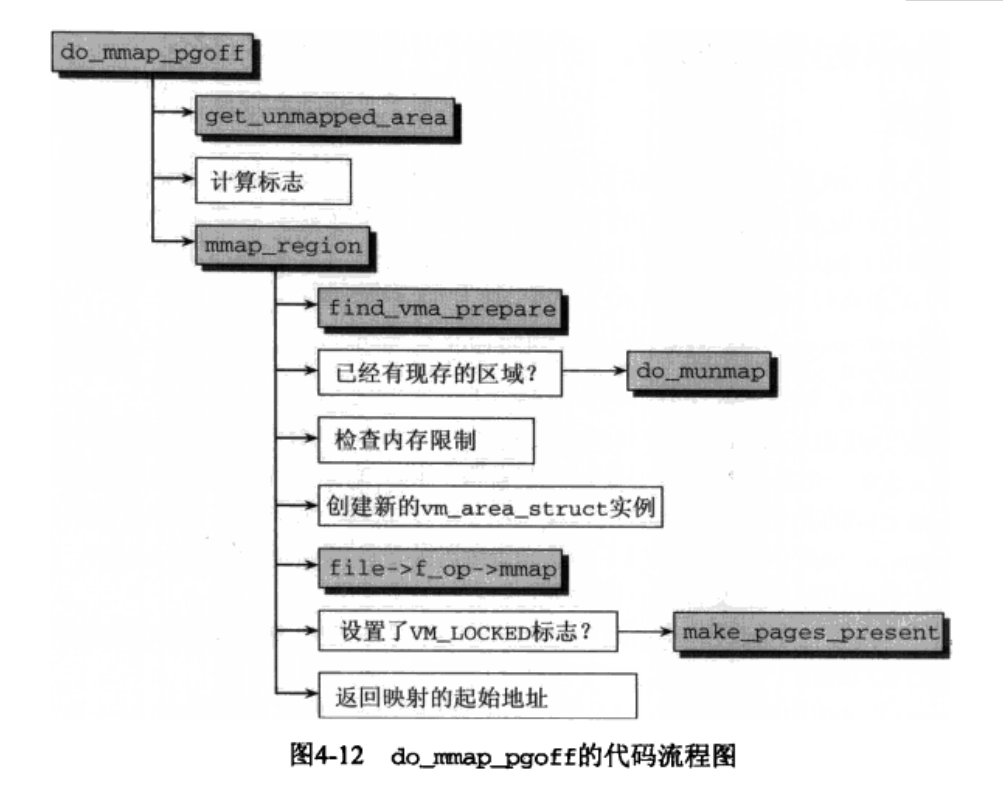 do_mmap_pgoff
get_unmapped_area
计算标志
mmap_region
find_vma_prepare
已经有现存的区域？
do_munmap
检查内存限制
创建新的vm_area_struct实例
file->f_op->mmap
设置了VM_LOCKED标志？
make_pages_present
返回映射的起始地址
图4-12 do_mmap_pgoff的代码流程图